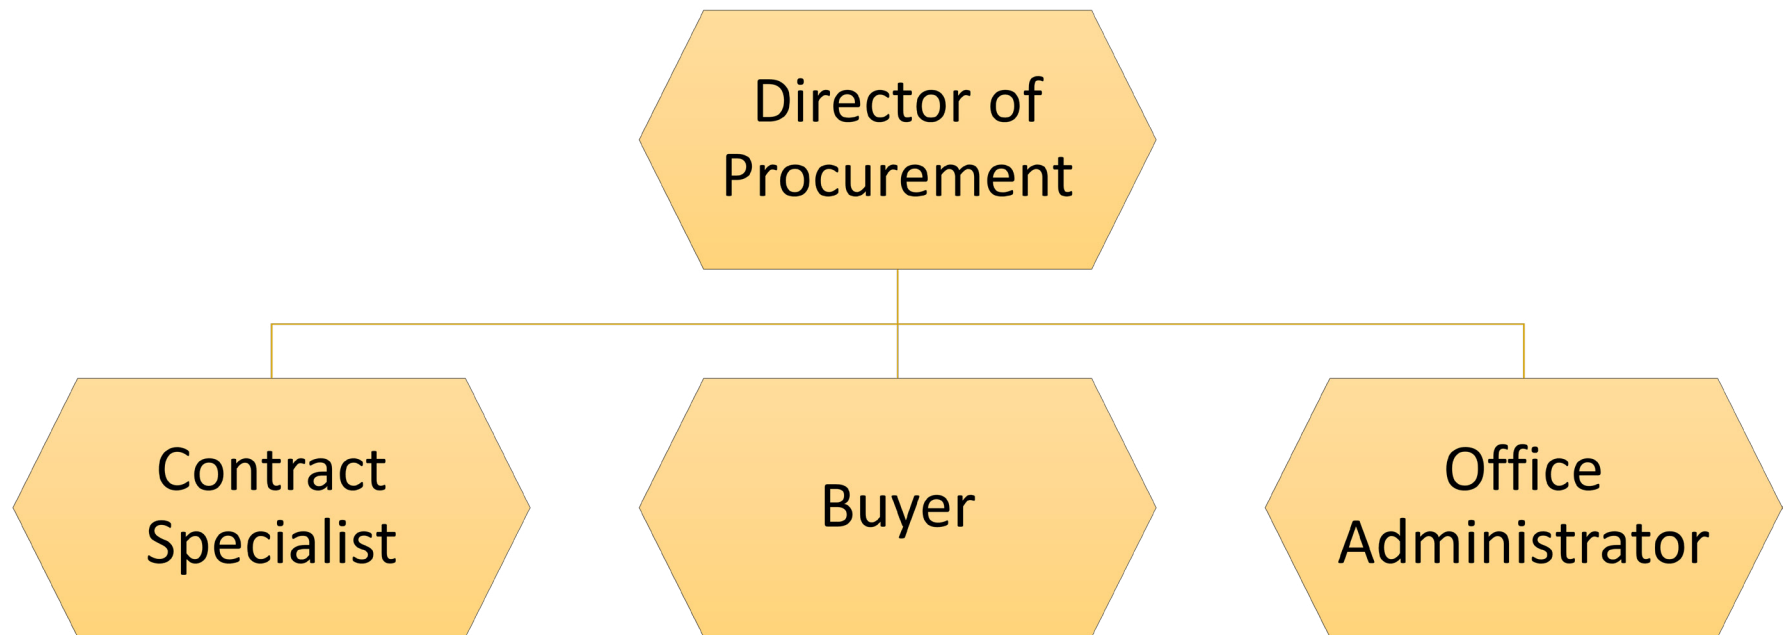 Director of
Procurement
Contract
Specialist
Buyer
Office
Administrator